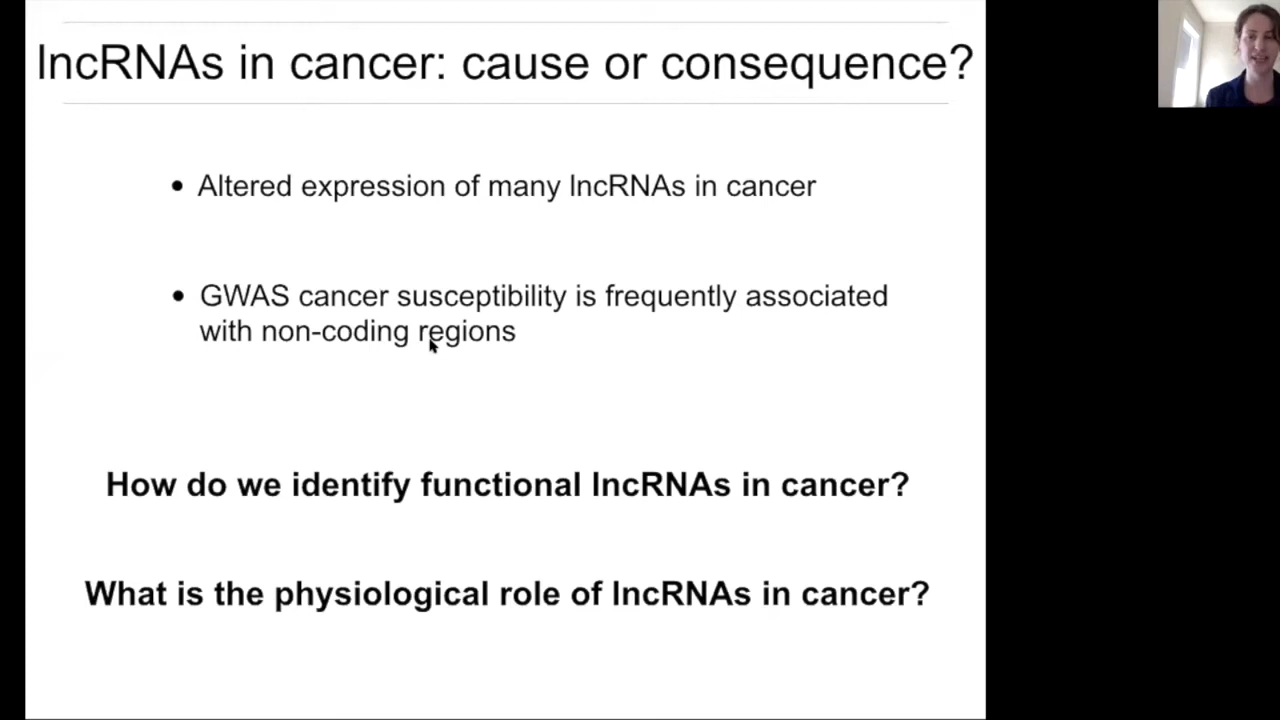 lncRNAs in cancer: cause or consequence?
• Altered expression of many lncRNAs in cancer
• GWAS cancer susceptibility is frequently associated
with non-coding regions
How do we identify functional lncRNAs in cancer?
What is the physiological role of lncRNAs in cancer?